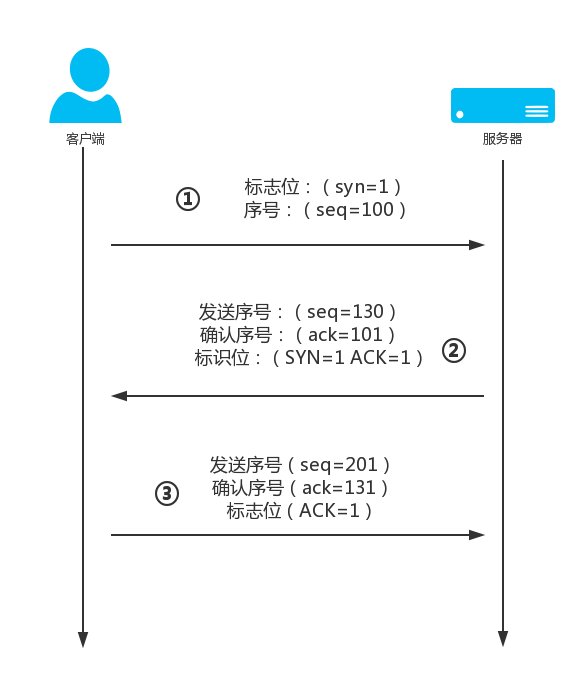 客户端
服务器
①
标志位：（syn=1）
序号：（seq=100）
发送序号：（seq=130）
确认序号：（ack=101）
标识位：（SYN=1 ACK=1）
②
发送序号（seq=201）
③
确认序号（ack=131）
标志位（ACK=1）